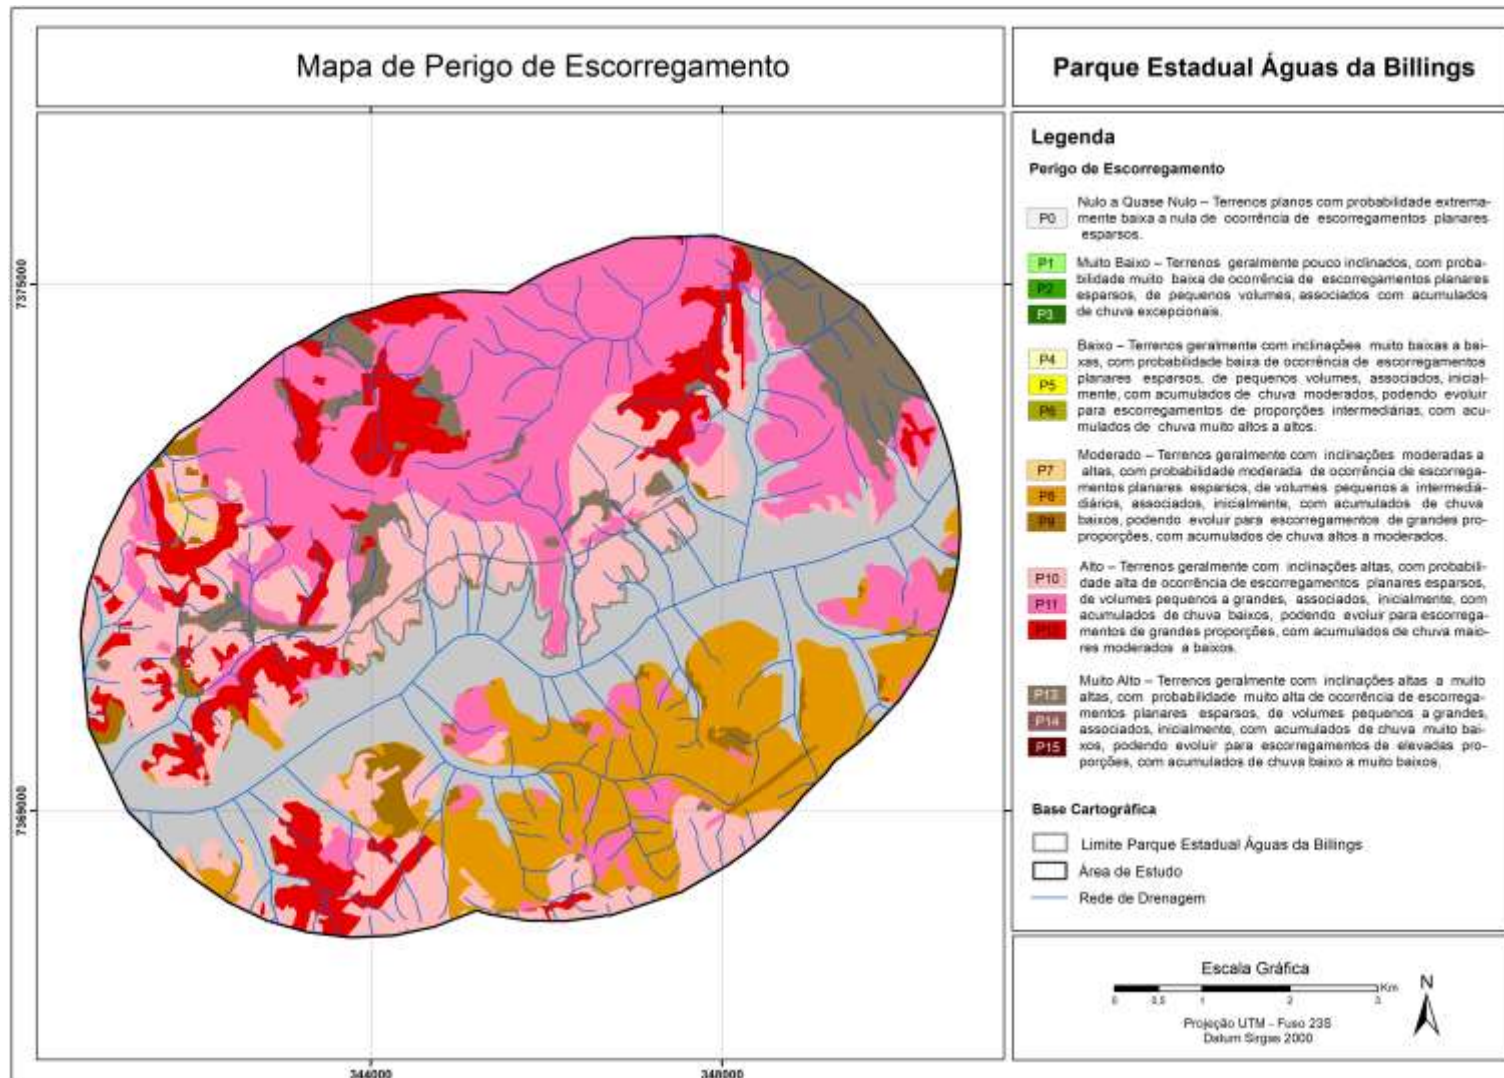 Mapa de Perigo de Escorregamento
Parque Estadual Águas da Billings
Legenda
Perigo de Escorregamento
P0
Nulo a Quase Nulo – Terrenos planos com probabilidade extrema-
mente baixa a nula de ocorrência de escorregamentos planares
esparsos.
P1
P2
P3
Muito Baixo – Terrenos geralmente pouco inclinados, com proba-
bilidade muito baixa de ocorrência de escorregamentos planares
esparsos, de pequenos volumes, associados com acumulados
de chuva excepcionais.
P4
P5
P6
Baixo – Terrenos geralmente com inclinações muito baixas a bai-
xas, com probabilidade baixa de ocorrência de escorregamentos
planares esparsos, de pequenos volumes, associados, inicial-
mente, com acumulados de chuva moderados, podendo evoluir
para escorregamentos de proporções intermediárias, com acu-
mulados de chuva muito altos a altos.
P7
P8
P9
Moderado – Terrenos geralmente com inclinações moderadas a
altas, com probabilidade moderada de ocorrência de escorrega-
mentos planares esparsos, de volumes pequenos a intermediá-
diários, associados, inicialmente, com acumulados de chuva
baixos, podendo evoluir para escorregamentos de grandes pro-
proporções, com acumulados de chuva altos a moderados.
P10
P11
P12
Alto – Terrenos geralmente com inclinações altas, com probabili-
dade alta de ocorrência de escorregamentos planares esparsos,
de volumes pequenos a grandes, associados, inicialmente, com
acumulados de chuva baixos, podendo evoluir para escorrega-
mentos de grandes proporções, com acumulados de chuva maio-
res moderados a baixos.
P13
P14
P15
Muito Alto – Terrenos geralmente com inclinações altas a muito
altas, com probabilidade muito alta de ocorrência de escorrega-
mentos planares esparsos, de volumes pequenos a grandes,
associados, inicialmente, com acumulados de chuva muito bai-
xos, podendo evoluir para escorregamentos de elevadas pro-
porções, com acumulados de chuva baixo a muito baixos.
Base Cartográfica
Limite Parque Estadual Águas da Billings
Área de Estudo
Rede de Drenagem
Escala Gráfica
Km
0 0,5 1 2 3
N
Projeção UTM - Fuso 23S
Datum Sirgas 2000
7375000
7369000
344000
348000